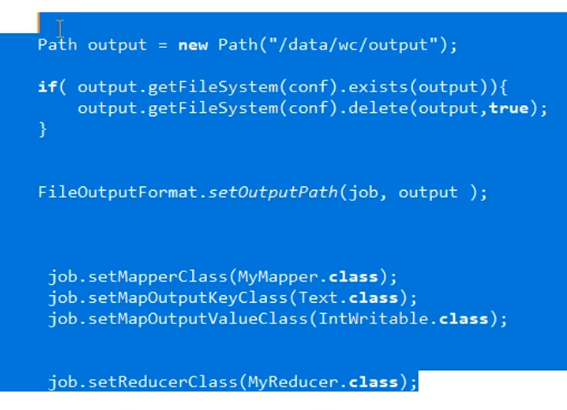 Path output = new Path("/data/wc/output");
if( output.getFileSystem(conf).exists(output)){
output.getFileSystem(conf).delete(output,true);
}
FileOutputFormat.setOutputPath(job, output );
job.setMapperClass(MyMapper.class);
job.setMapOutputKeyClass(Text.class);
job.setMapOutputValueClass(IntWritable.class);
job.setReducerClass(MyReducer.class);